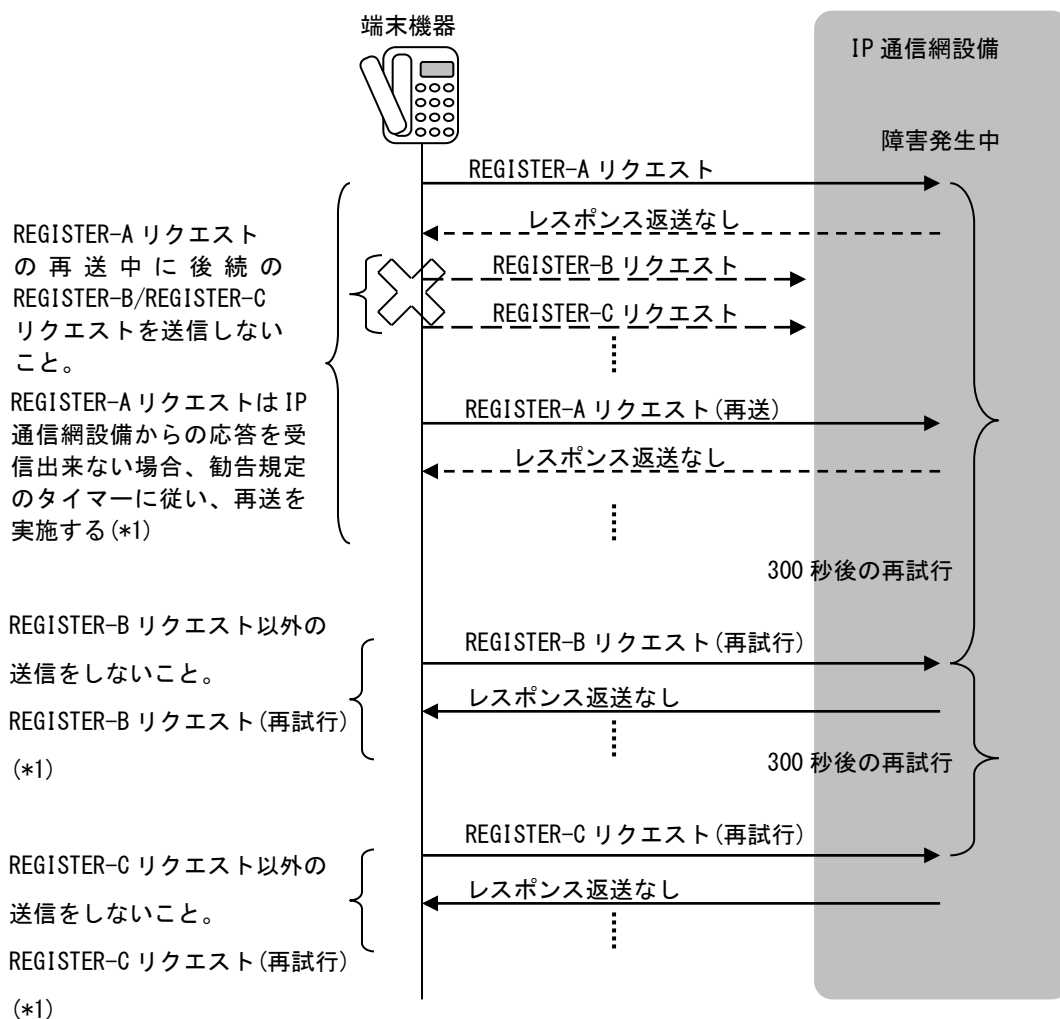 端末機器
IP 通信網設備
障害発生中
REGISTER-A リクエスト
レスポンス返送なし
REGISTER-B リクエスト
REGISTER-C リクエスト
REGISTER-A リクエスト
の再送中に後続の
REGISTER-B/REGISTER-C
リクエストを送信しない
こと。
REGISTER-A リクエストは IP
通信網設備からの応答を受
信出来ない場合、勧告規定
のタイマーに従い、再送を
実施する(*1)
REGISTER-A リクエスト(再送)
レスポンス返送なし
300 秒後の再試行
REGISTER-B リクエスト以外の
送信をしないこと。
REGISTER-B リクエスト(再試行)
(*1)
REGISTER-B リクエスト(再試行)
レスポンス返送なし
300 秒後の再試行
REGISTER-C リクエスト以外の
送信をしないこと。
REGISTER-C リクエスト(再試行)
(*1)
REGISTER-C リクエスト(再試行)
レスポンス返送なし